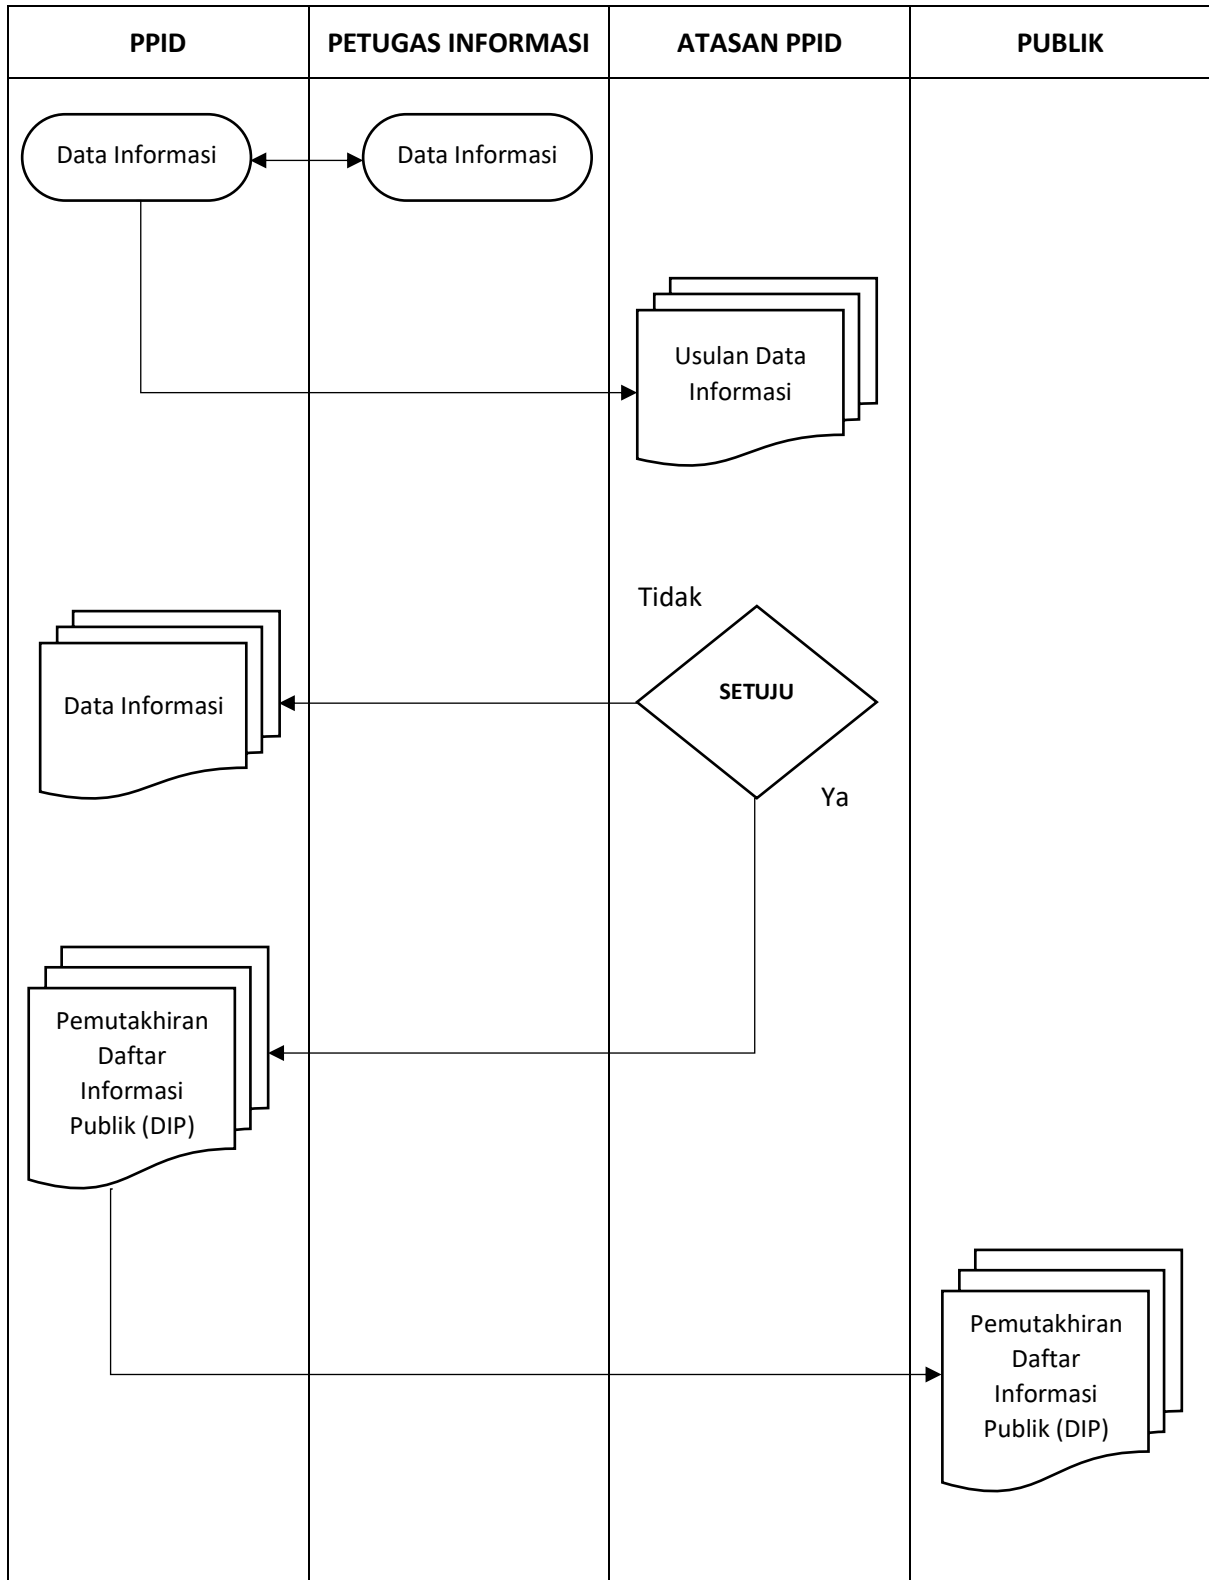 PPID
PETUGAS INFORMASI
ATASAN PPID
PUBLIK
Data Informasi
Data Informasi
Usulan Data
Informasi
Tidak
SETUJU
Data Informasi
Ya
Pemutakhiran
Daftar
Informasi
Publik (DIP)
Pemutakhiran
Daftar
Informasi
Publik (DIP)